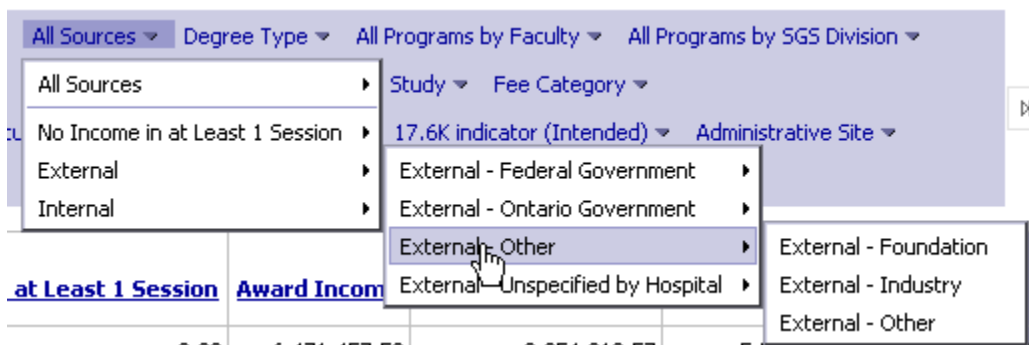 All Sources Degree Type All Programs by Faculty All Programs by SGS Division
All Sources Study Fee Category
No Income in at Least 1 Session 17.6K indicator (Intended) Administrative Site
External External - Federal Government
Internal External - Ontario Government
External - Other External - Foundation
at Least 1 Session Award Incom External - Unspecified by Hospital External - Industry
External - Other